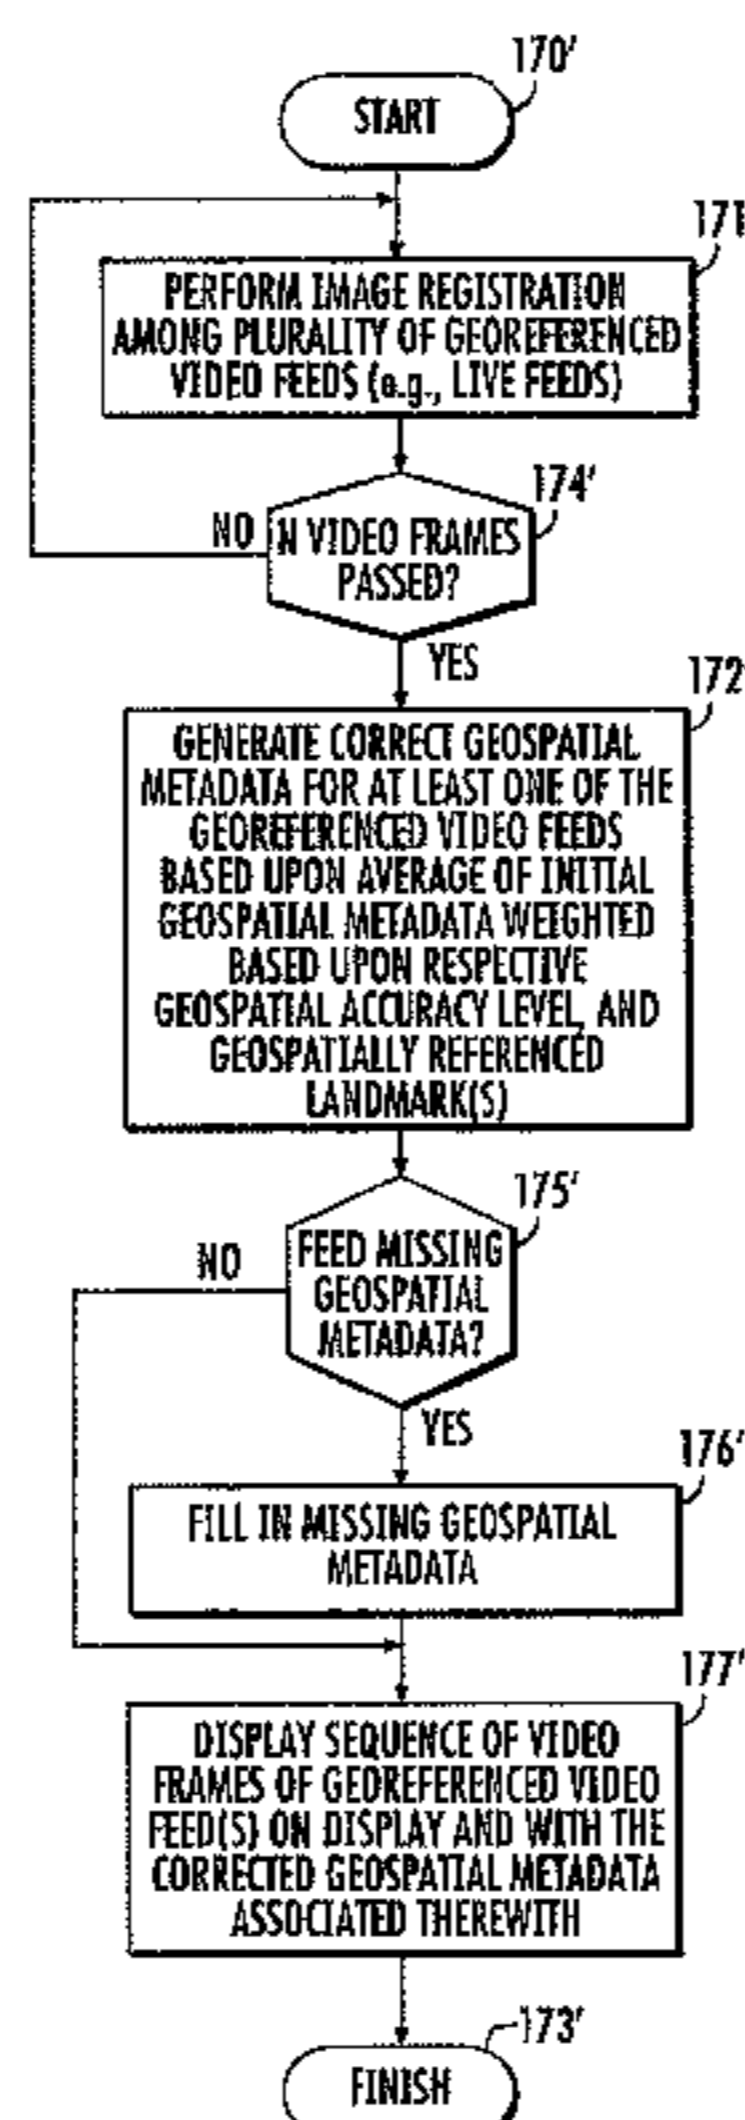 170'
START
171
PERFORM IMAGE REGISTRATION
AMONG PLURALITY OF GEOREFERENCED
VIDEO FEEDS (e.g., LIVE FEEDS)
174'
NO
N VIDEO FRAMES
PASSED?
YES
172
GENERATE CORRECT GEOSPATIAL
METADATA FOR AT LEAST ONE OF THE
GEOREFERENCED VIDEO FEEDS
BASED UPON AVERAGE OF INITIAL
GEOSPATIAL METADATA WEIGHTED
BASED UPON RESPECTIVE
GEOSPATIAL ACCURACY LEVEL, AND
GEOSPATIALLY REFERENCED
LANDMARK(S)
175'
NO
FEED MISSING
GEOSPATIAL
METADATA?
YES
176'
FILL IN MISSING GEOSPATIAL
METADATA
177'
DISPLAY SEQUENCE OF VIDEO
FRAMES OF GEOREFERENCED VIDEO
FEED(S) ON DISPLAY AND WITH THE
CORRECTED GEOSPATIAL METADATA
ASSOCIATED THEREWITH
173'
FINISH